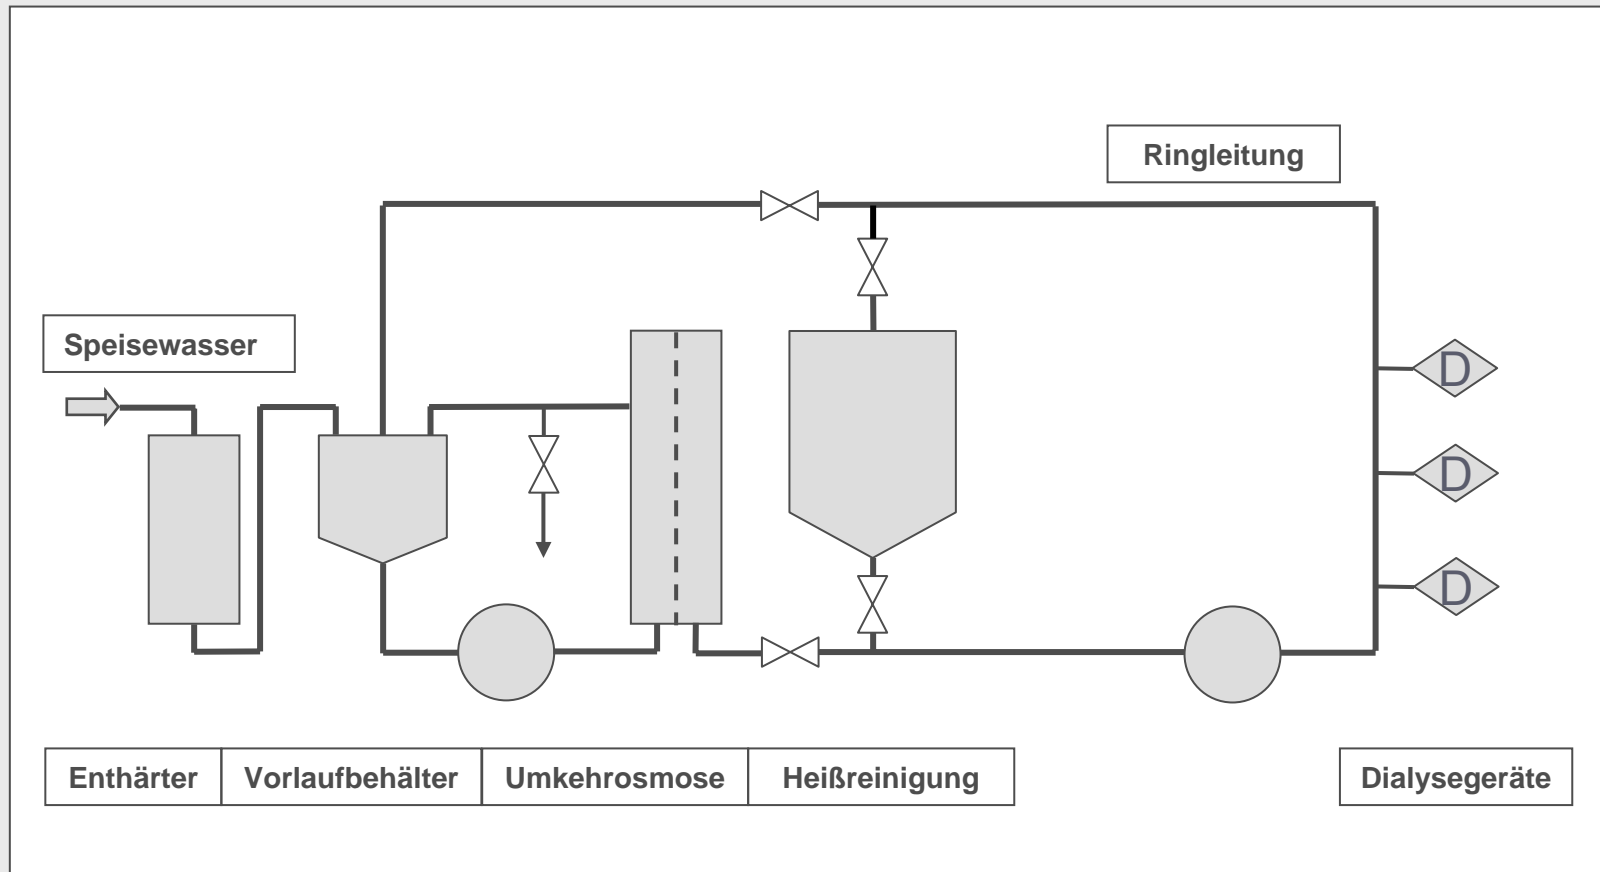 Ringleitung
Speisewasser
D
D
D
Enthärter Vorlaufbehälter Umkehrosmose Heißreinigung Dialysegeräte